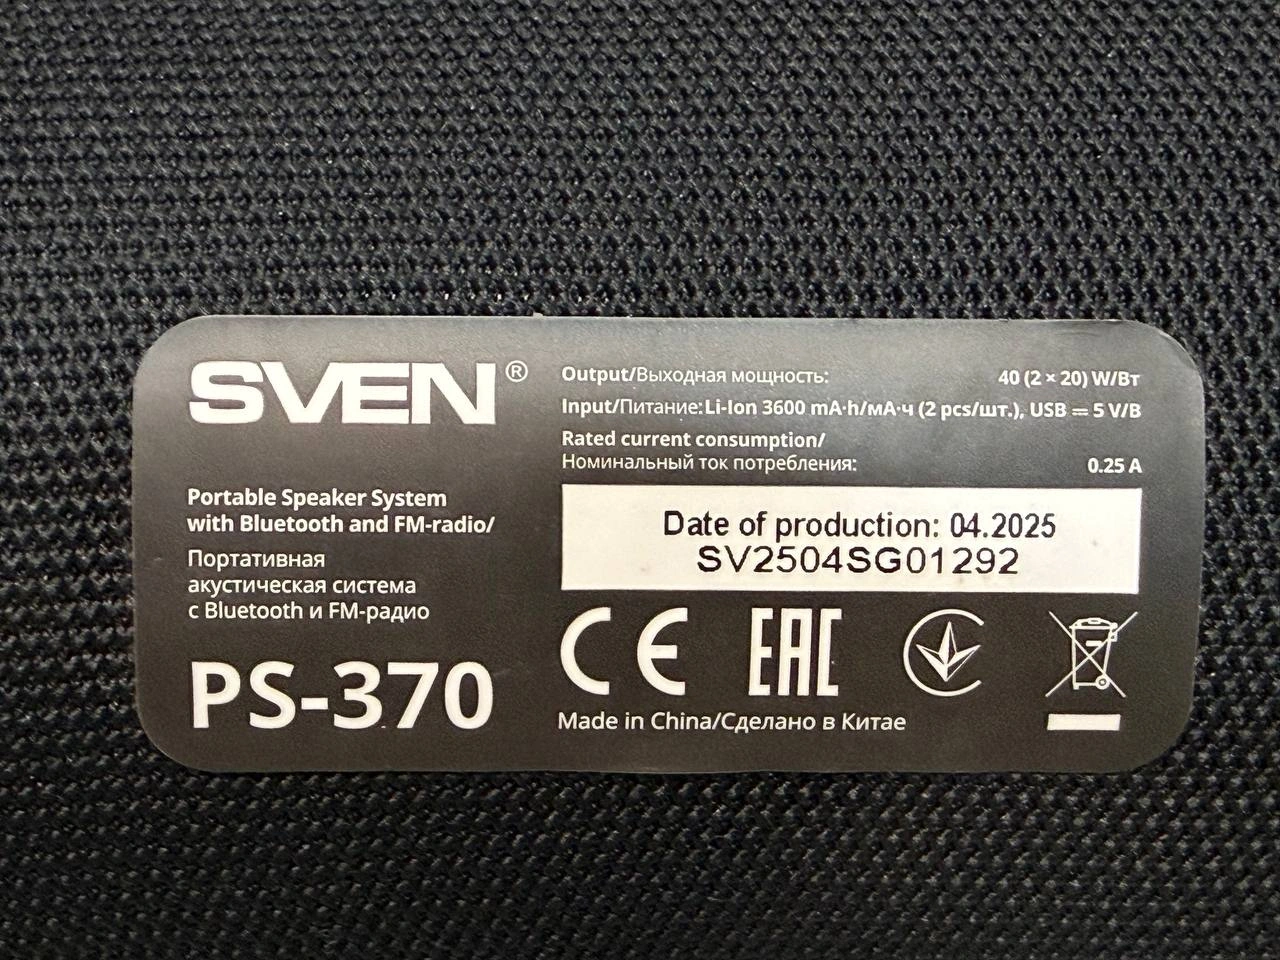 SVEN®
Portable Speaker System
with Bluetooth and FM-radio/
Портативная
акустическая система
с Bluetooth и FM-радио
PS-370
Output/Выходная мощность: 40 (2 × 20) W/Вт
Input/Питание: Li-Ion 3600 mA·h/мА·ч (2 pcs/шт.), USB ⎓ 5 V/В
Rated current consumption/
Номинальный ток потребления: 0.25 A
Date of production: 04.2025
SV2504SG01292
CE EAC
Made in China/Сделано в Китае